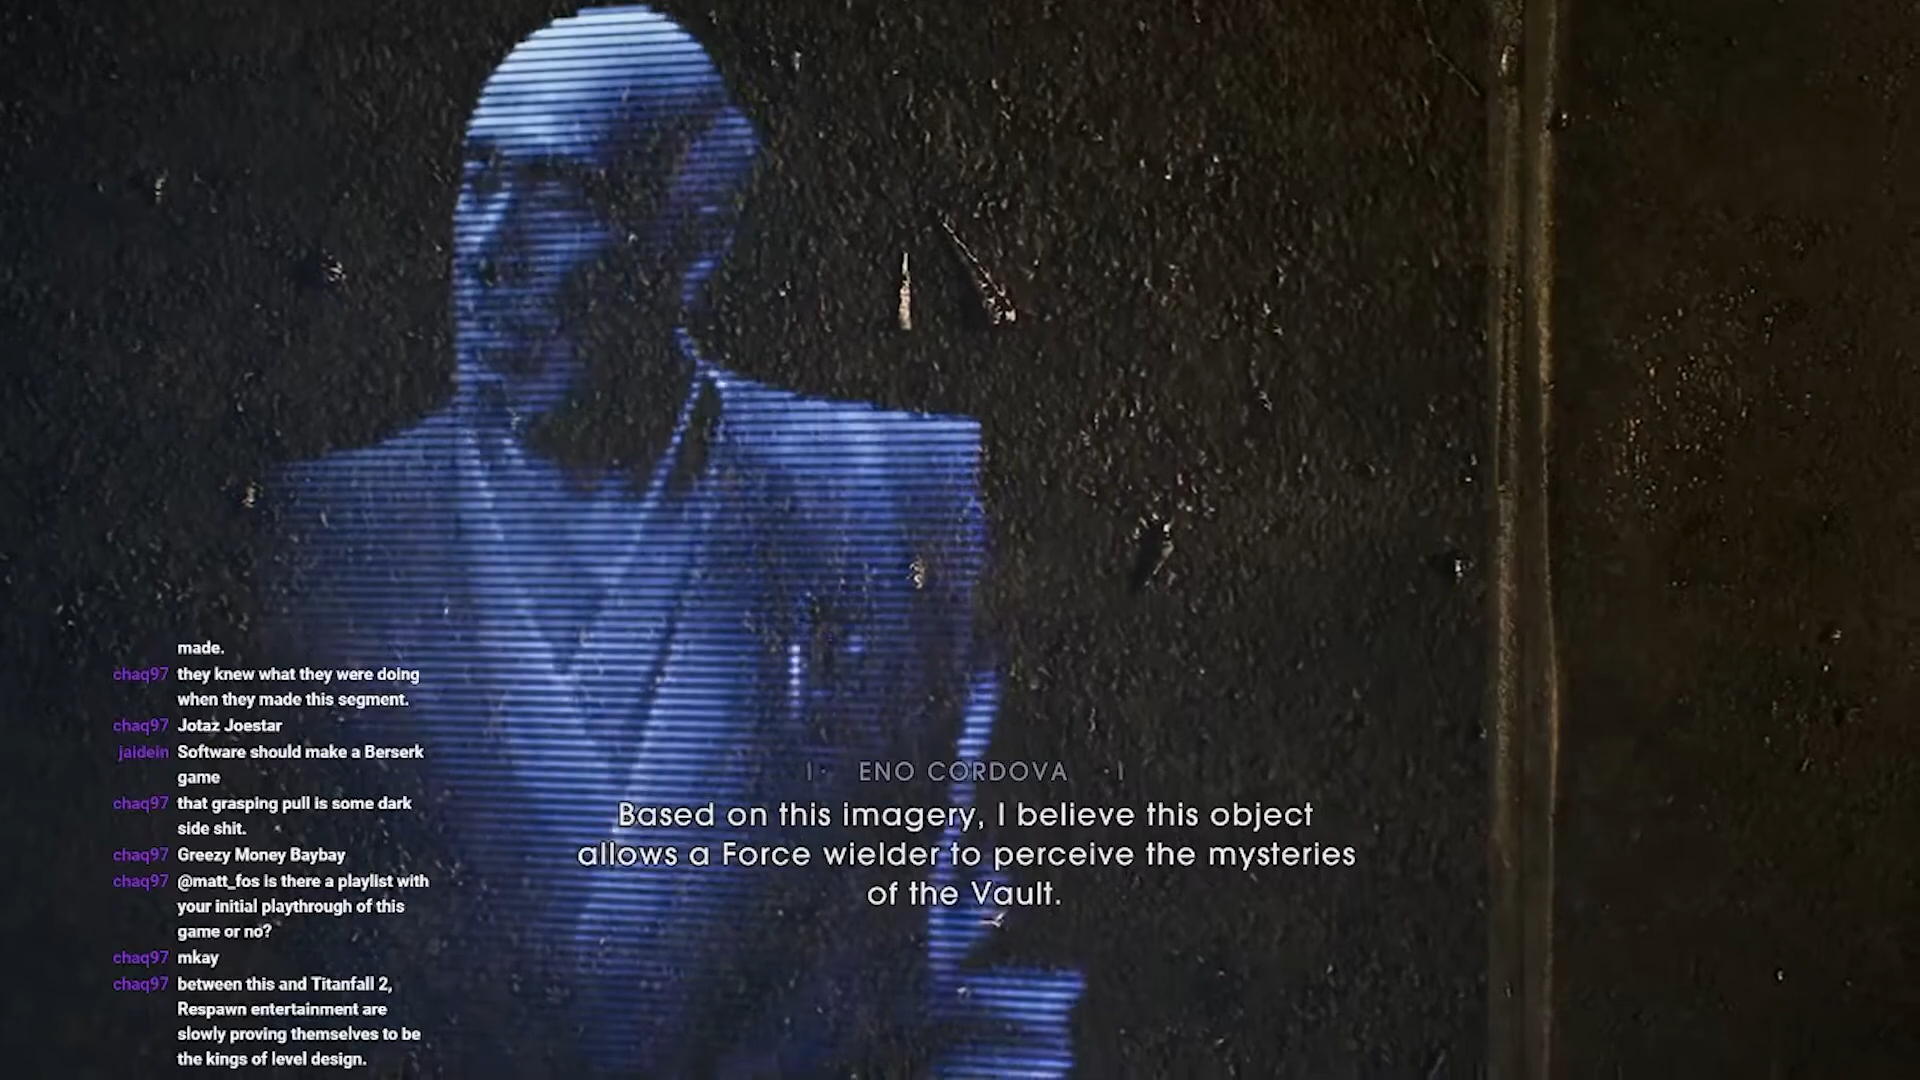 made.
chaq97 they knew what they were doing
when they made this segment.
chaq97 Jotaz Joestar
jaidein Software should make a Berserk
game
chaq97 that grasping pull is some dark
side shit.
chaq97 Greezy Money Baybay
chaq97 @matt_fos is there a playlist with
your initial playthrough of this
game or no?
chaq97 mkay
chaq97 between this and Titanfall 2,
Respawn entertainment are
slowly proving themselves to be
the kings of level design.
ENO CORDOVA
Based on this imagery, I believe this object
allows a Force wielder to perceive the mysteries
of the Vault.